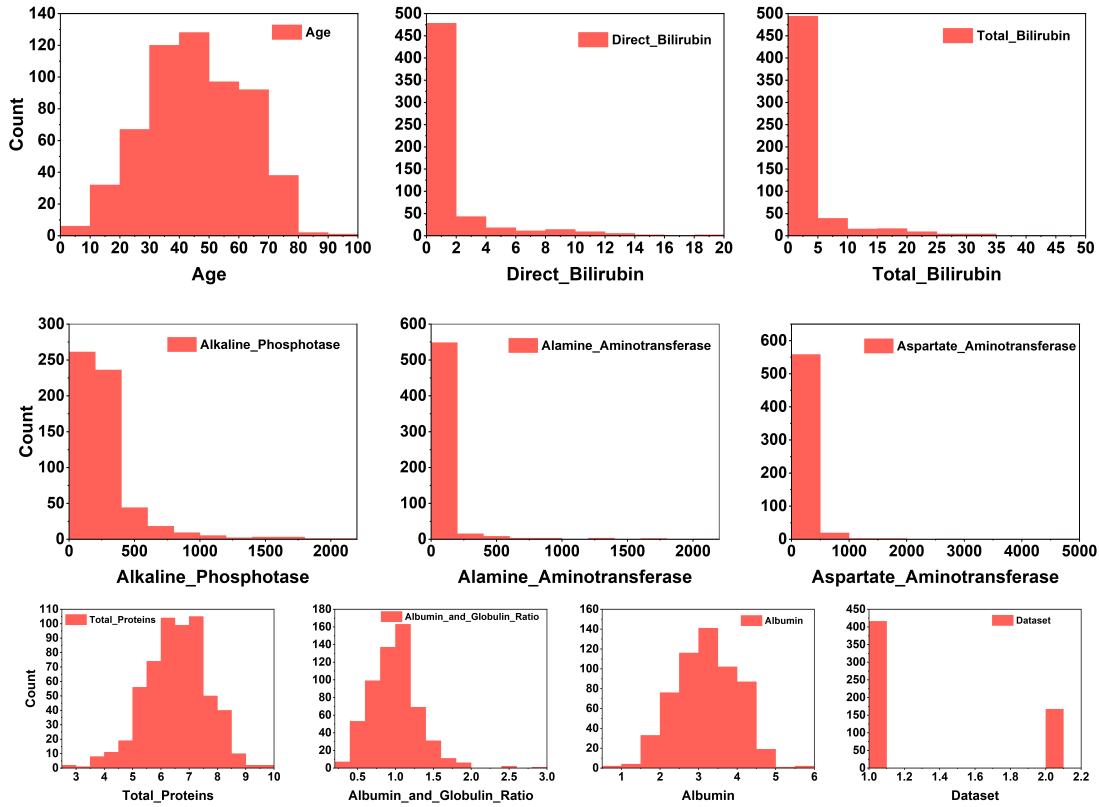 Count
140
120
100
80
60
40
20
0
Age
0 10 20 30 40 50 60 70 80 90 100
Age
500
450
400
350
300
250
200
150
100
50
0
Direct_Bilirubin
0 2 4 6 8 10 12 14 16 18 20
Direct_Bilirubin
500
450
400
350
300
250
200
150
100
50
0
Total_Bilirubin
0 5 10 15 20 25 30 35 40 45 50
Total_Bilirubin
Count
300
250
200
150
100
50
0
Alkaline_Phosphotase
0 500 1000 1500 2000
Alkaline_Phosphotase
600
500
400
300
200
100
0
Alamine_Aminotransferase
0 500 1000 1500 2000
Alamine_Aminotransferase
600
500
400
300
200
100
0
Aspartate_Aminotransferase
0 1000 2000 3000 4000 5000
Aspartate_Aminotransferase
Count
110
100
90
80
70
60
50
40
30
20
10
0
Total_Proteins
3 4 5 6 7 8 9 10
Total_Proteins
180
160
140
120
100
80
60
40
20
0
Albumin_and_Globulin_Ratio
0.5 1.0 1.5 2.0 2.5 3.0
Albumin_and_Globulin_Ratio
160
140
120
100
80
60
40
20
0
Albumin
1 2 3 4 5 6
Albumin
450
400
350
300
250
200
150
100
50
0
Dataset
1.0 1.2 1.4 1.6 1.8 2.0 2.2
Dataset